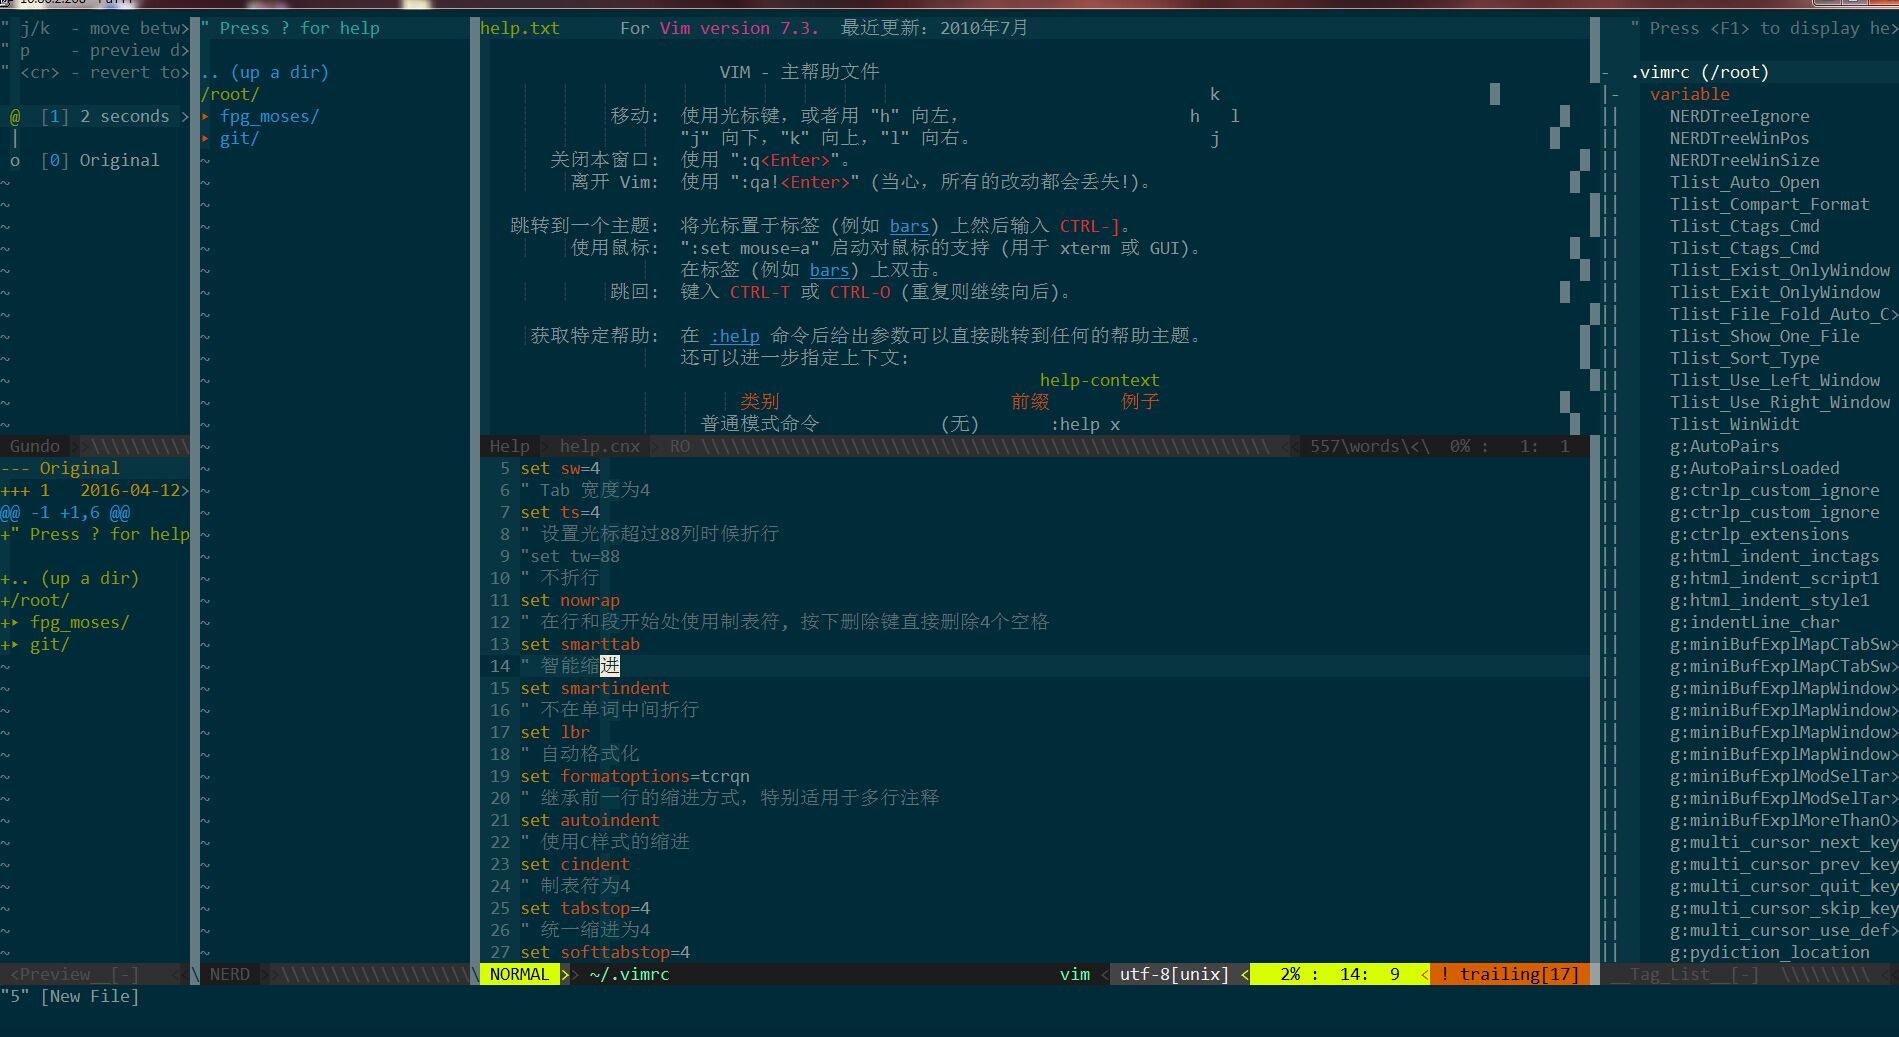 " j/k  - move betw>
" p    - preview d>
" <cr> - revert to>
@  [1] 2 seconds >
|
o  [0] Original
Gundo
--- Original
+++ 1   2016-04-12>
@@ -1 +1,6 @@
+" Press ? for help
+.. (up a dir)
+/root/
+▸ fpg_moses/
+▸ git/
<Preview__[-]
"5" [New File]
" Press ? for help
.. (up a dir)
/root/
▸ fpg_moses/
▸ git/
NERD
help.txt      For Vim version 7.3.  最近更新: 2010年7月
VIM - 主帮助文件
k
移动:  使用光标键，或者用 "h" 向左，  h   l
"j" 向下，"k" 向上，"l" 向右。  j
关闭本窗口:  使用 ":q<Enter>"。
离开 Vim:  使用 ":qa!<Enter>" (当心，所有的改动都会丢失!)。
跳转到一个主题:  将光标置于标签 (例如 bars) 上然后输入 CTRL-]。
使用鼠标:  ":set mouse=a" 启动对鼠标的支持 (用于 xterm 或 GUI)。
在标签 (例如 bars) 上双击。
跳回:  键入 CTRL-T 或 CTRL-O (重复则继续向后)。
获取特定帮助:  在 :help 命令后给出参数可以直接跳转到任何的帮助主题。
还可以进一步指定上下文:
help-context
类别  前缀  例子
普通模式命令  (无)  :help x
Help > help.cnx > RO  557\words\<\  0% :   1:  1
5 set sw=4
6 " Tab 宽度为4
7 set ts=4
8 " 设置光标超过88列时候折行
9 "set tw=88
10 " 不折行
11 set nowrap
12 " 在行和段开始处使用制表符, 按下删除键直接删除4个空格
13 set smarttab
14 " 智能缩进
15 set smartindent
16 " 不在单词中间折行
17 set lbr
18 " 自动格式化
19 set formatoptions=tcrqn
20 " 继承前一行的缩进方式，特别适用于多行注释
21 set autoindent
22 " 使用C样式的缩进
23 set cindent
24 " 制表符为4
25 set tabstop=4
26 " 统一缩进为4
27 set softtabstop=4
NORMAL >> ~/.vimrc  vim < utf-8[unix] <  2% :  14:  9  < ! trailing[17]
" Press <F1> to display he>
- .vimrc (/root)
|-   variable
||     NERDTreeIgnore
||     NERDTreeWinPos
||     NERDTreeWinSize
||     Tlist_Auto_Open
||     Tlist_Compart_Format
||     Tlist_Ctags_Cmd
||     Tlist_Ctags_Cmd
||     Tlist_Exist_OnlyWindow
||     Tlist_Exit_OnlyWindow
||     Tlist_File_Fold_Auto_C>
||     Tlist_Show_One_File
||     Tlist_Sort_Type
||     Tlist_Use_Left_Window
||     Tlist_Use_Right_Window
||     Tlist_WinWidt
||     g:AutoPairs
||     g:AutoPairsLoaded
||     g:ctrlp_custom_ignore
||     g:ctrlp_custom_ignore
||     g:ctrlp_extensions
||     g:html_indent_inctags
||     g:html_indent_script1
||     g:html_indent_style1
||     g:indentLine_char
||     g:miniBufExplMapCTabSw>
||     g:miniBufExplMapCTabSw>
||     g:miniBufExplMapWindow>
||     g:miniBufExplMapWindow>
||     g:miniBufExplMapWindow>
||     g:miniBufExplMapWindow>
||     g:miniBufExplModSelTar>
||     g:miniBufExplModSelTar>
||     g:miniBufExplMoreThanO>
||     g:multi_cursor_next_key
||     g:multi_cursor_prev_key
||     g:multi_cursor_quit_key
||     g:multi_cursor_skip_key
||     g:multi_cursor_use_def>
||     g:pydiction_location
__Tag_List__[-]